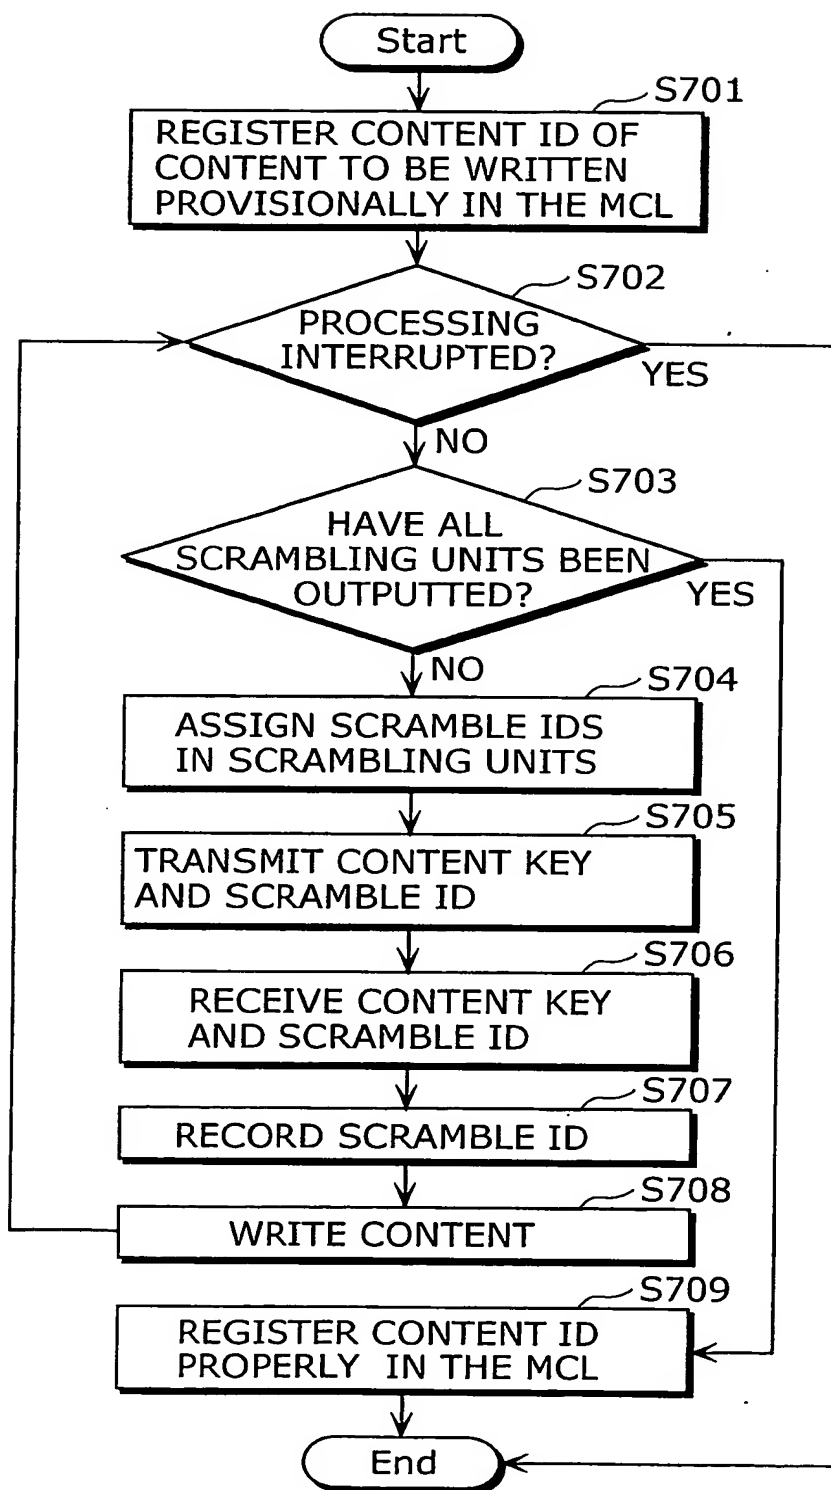 Start
S701
REGISTER CONTENT ID OF
CONTENT TO BE WRITTEN
PROVISIONALLY IN THE MCL
S702
PROCESSING
INTERRUPTED?
YES
NO
S703
HAVE ALL
SCRAMBLING UNITS BEEN
OUTPUTTED?
YES
NO
S704
ASSIGN SCRAMBLE IDS
IN SCRAMBLING UNITS
S705
TRANSMIT CONTENT KEY
AND SCRAMBLE ID
S706
RECEIVE CONTENT KEY
AND SCRAMBLE ID
S707
RECORD SCRAMBLE ID
S708
WRITE CONTENT
S709
REGISTER CONTENT ID
PROPERLY IN THE MCL
End